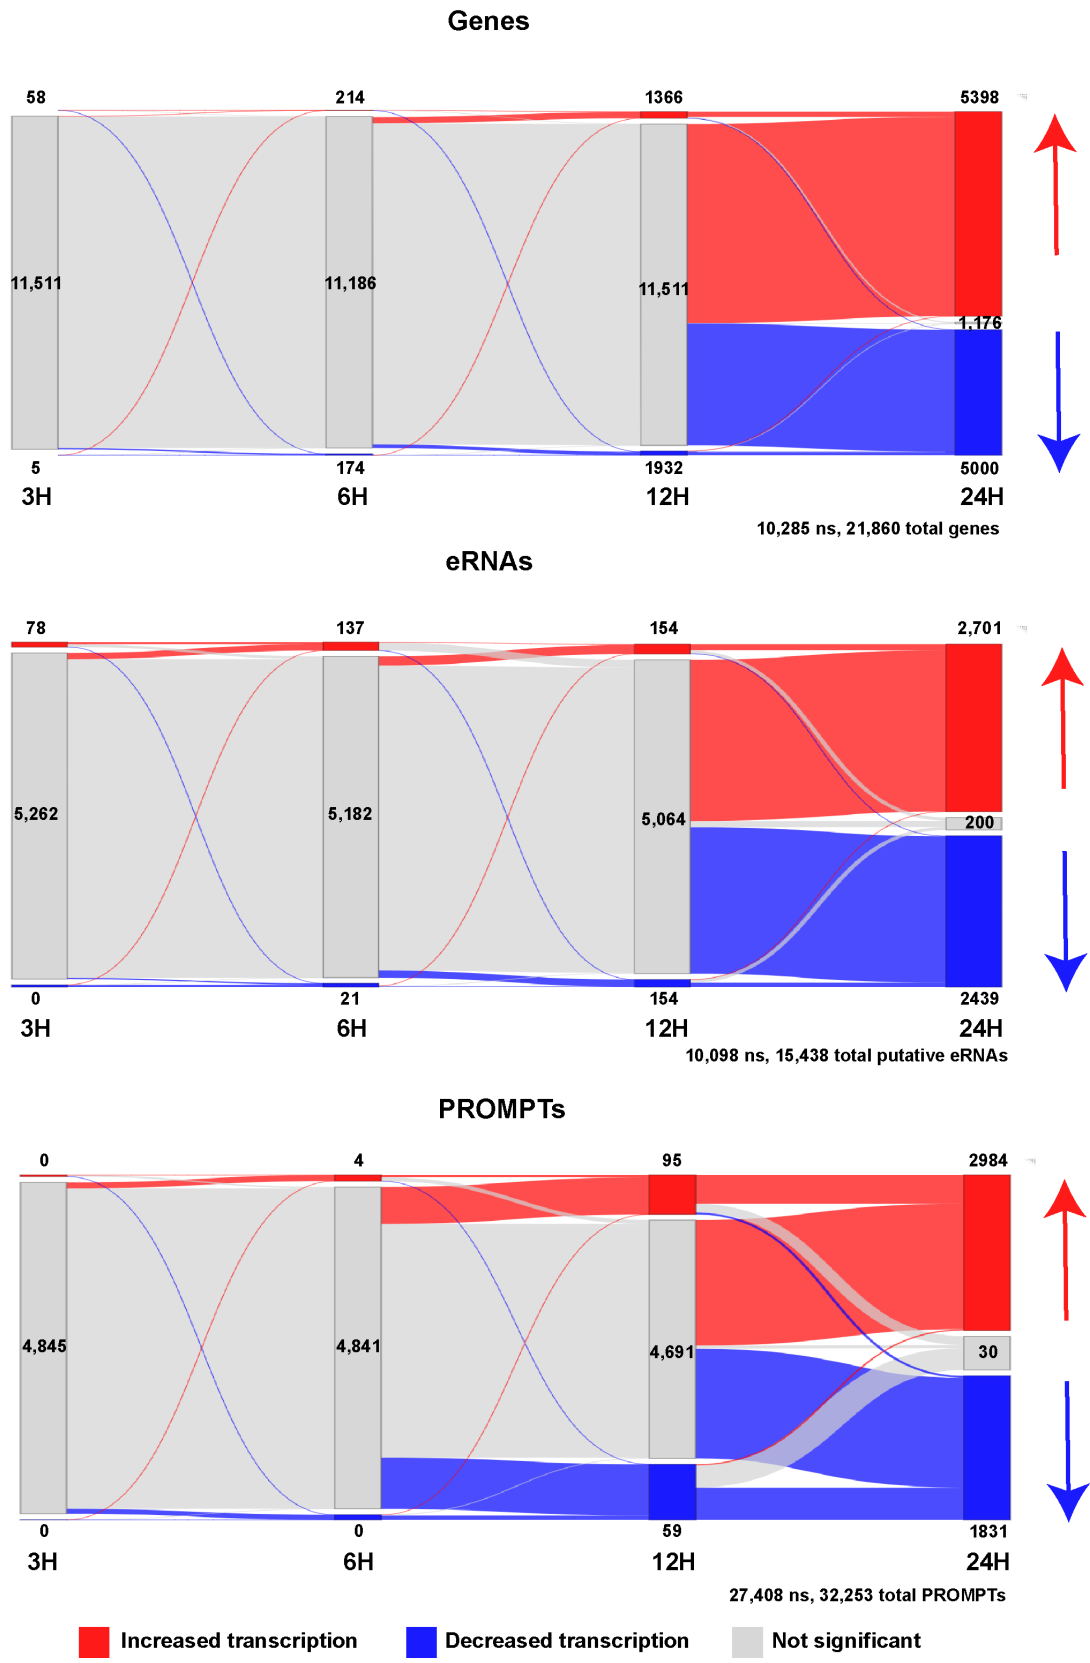 Genes
58 214 1366 5398
11,511 11,186 11,511 1,176
5 174 1932 5000
3H 6H 12H 24H
10,285 ns, 21,860 total genes
eRNAs
78 137 154 2,701
5,262 5,182 5,064 200
0 21 154 2439
3H 6H 12H 24H
10,098 ns, 15,438 total putative eRNAs
PROMPTs
0 4 95 2984
4,845 4,841 4,691 30
0 0 59 1831
3H 6H 12H 24H
27,408 ns, 32,253 total PROMPTs
Increased transcription Decreased transcription Not significant